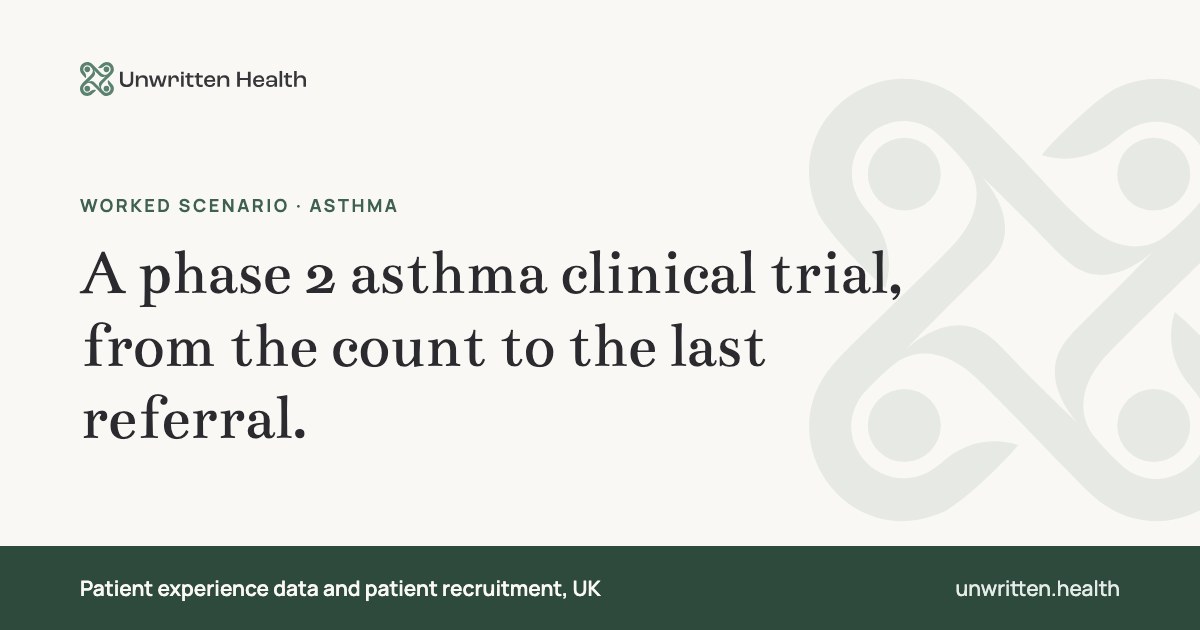 Unwritten Health
WORKED SCENARIO · ASTHMA
A phase 2 asthma clinical trial,
from the count to the last
referral.
Patient experience data and patient recruitment, UK
unwritten.health